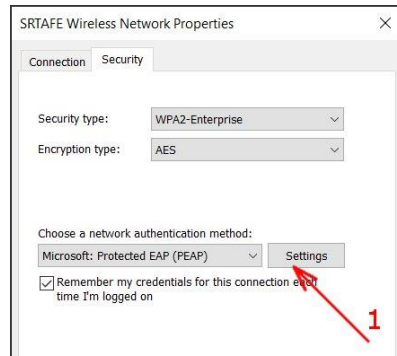 SRTAFE Wireless Network Properties
Connection
Security
Security type:
WPA2-Enterprise
Encryption type:
AES
Choose a network authentication method:
Microsoft: Protected EAP (PEAP)
Settings
Remember my credentials for this connection each
time I'm logged on
1